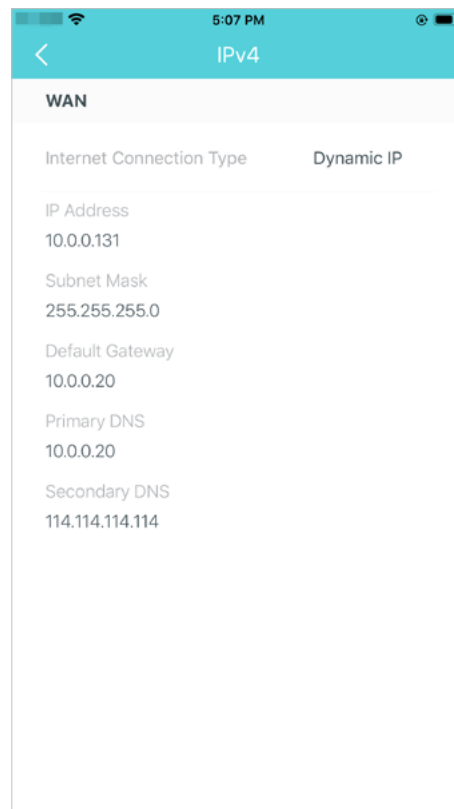 5:07 PM
IPv4
WAN
Internet Connection Type Dynamic IP
IP Address
10.0.0.131
Subnet Mask
255.255.255.0
Default Gateway
10.0.0.20
Primary DNS
10.0.0.20
Secondary DNS
114.114.114.114